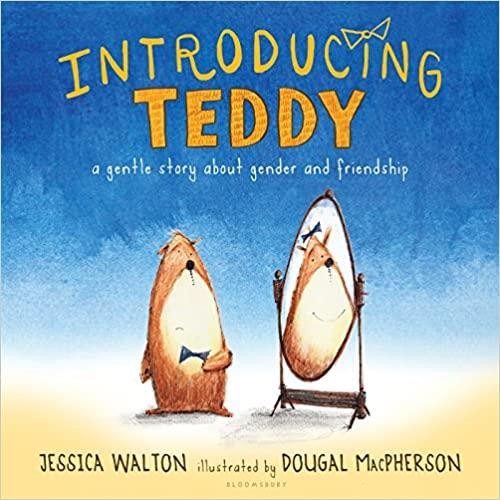 INTRODUCING
TEDDY
a gentle story about gender and friendship
JESSICA WALTON illustrated by DOUGAL MACPHERSON
BLOOMSBURY